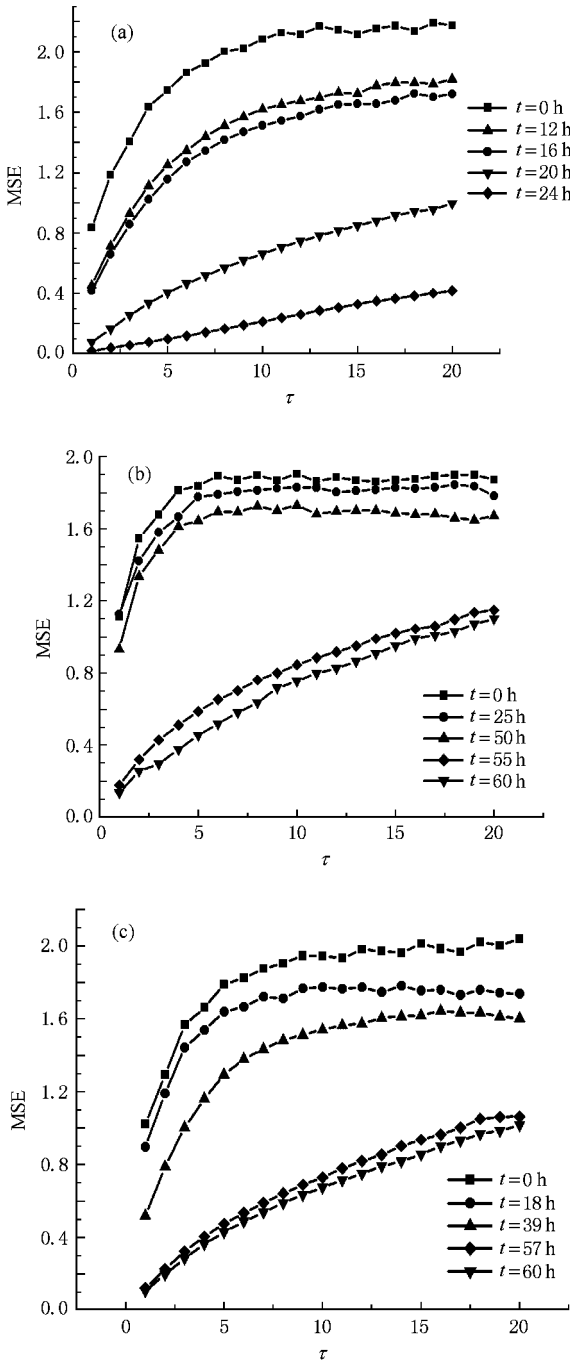 (a)
2.0
1.6
1.2
0.8
0.4
0.0
MSE
t=0 h
t=12 h
t=16 h
t=20 h
t=24 h
0 5 10 15 20
τ
(b)
2.0
1.6
1.2
0.8
0.4
0.0
MSE
t=0 h
t=25 h
t=50 h
t=55 h
t=60 h
0 5 10 15 20
τ
(c)
2.0
1.6
1.2
0.8
0.4
0.0
MSE
t=0 h
t=18 h
t=39 h
t=57 h
t=60 h
0 5 10 15 20
τ